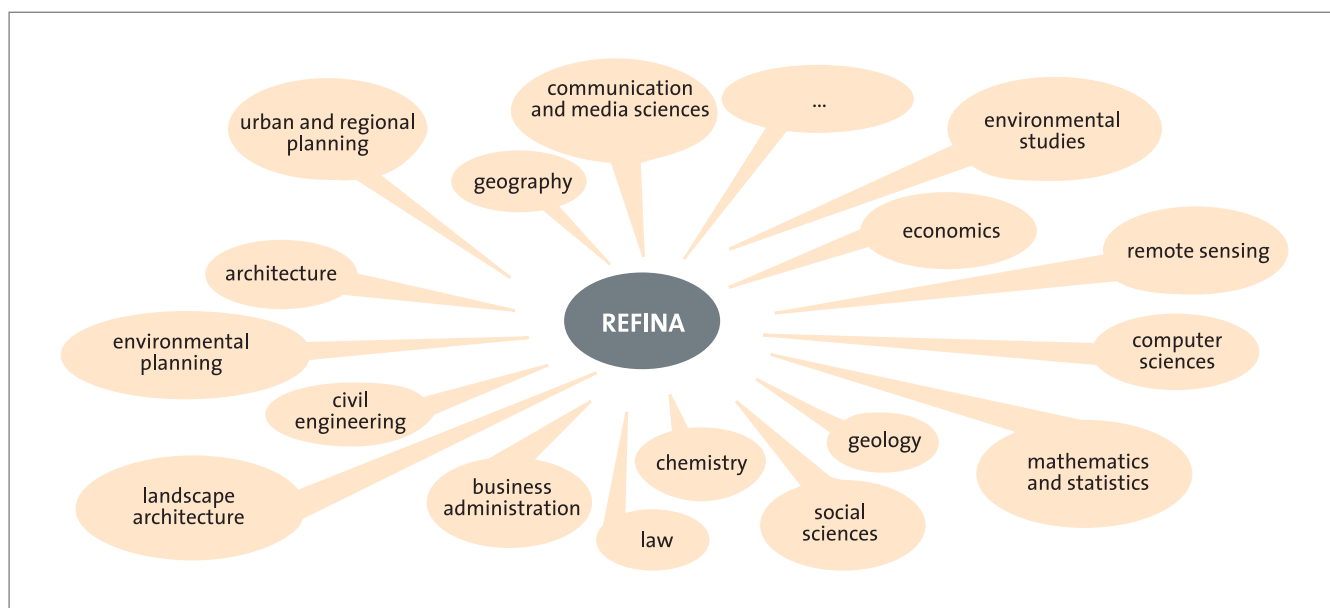 communication
and media sciences
...
urban and regional
planning
environmental
studies
geography
economics
remote sensing
architecture
REFINA
environmental
planning
computer
sciences
civil
engineering
geology
chemistry
mathematics
and statistics
landscape
architecture
business
administration
social
sciences
law